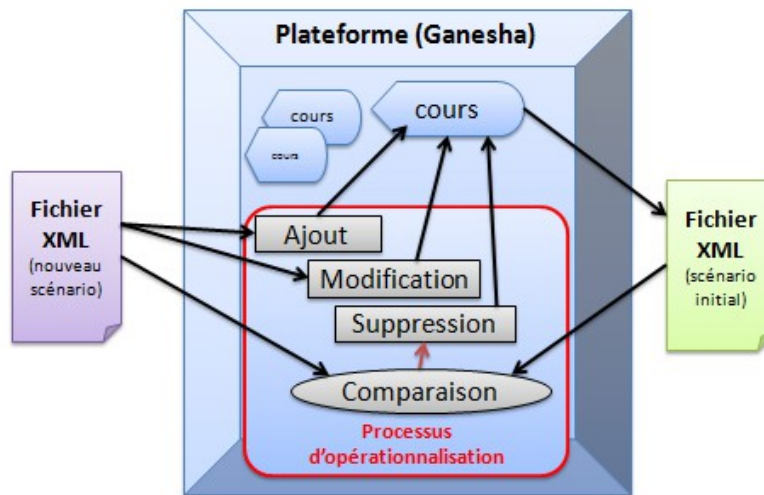 Plateforme (Ganesha)
cours
cours
cours
Fichier
XML
(nouveau
scénario)
Ajout
Modification
Suppression
Comparaison
Processus
d'opérationnalisation
Fichier
XML
(scénario
initial)